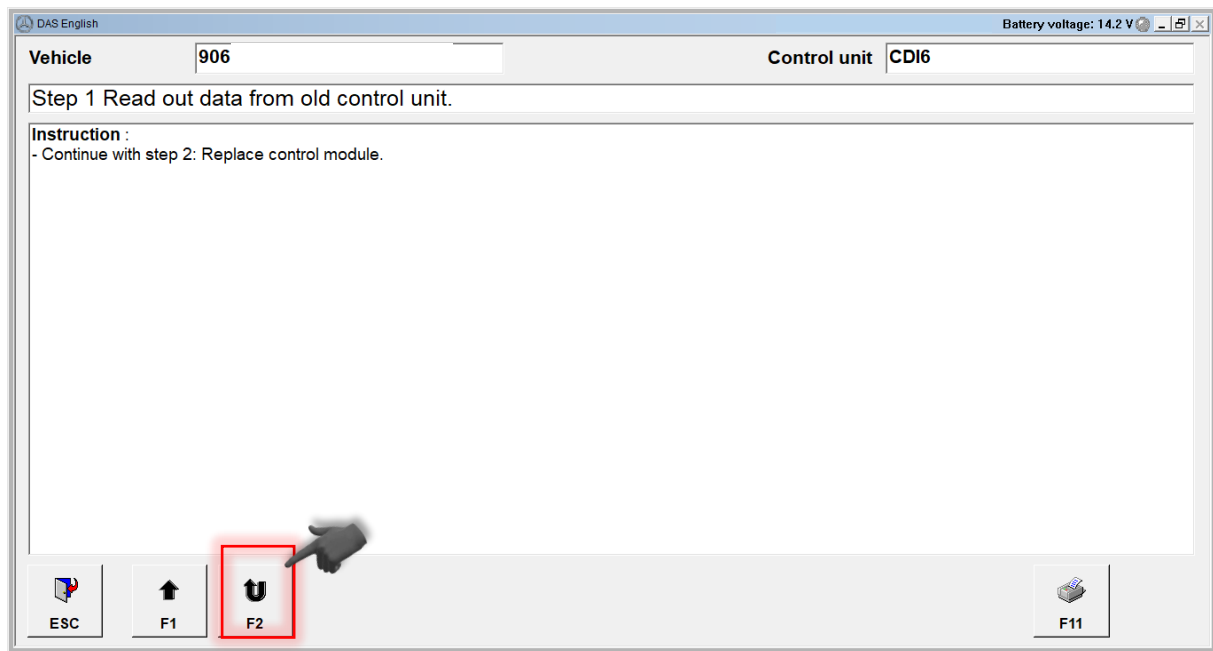 DAS English
Battery voltage: 14.2 V
Vehicle 906 Control unit CDI6
Step 1 Read out data from old control unit.
Instruction :
- Continue with step 2: Replace control module.
ESC F1 F2 F11